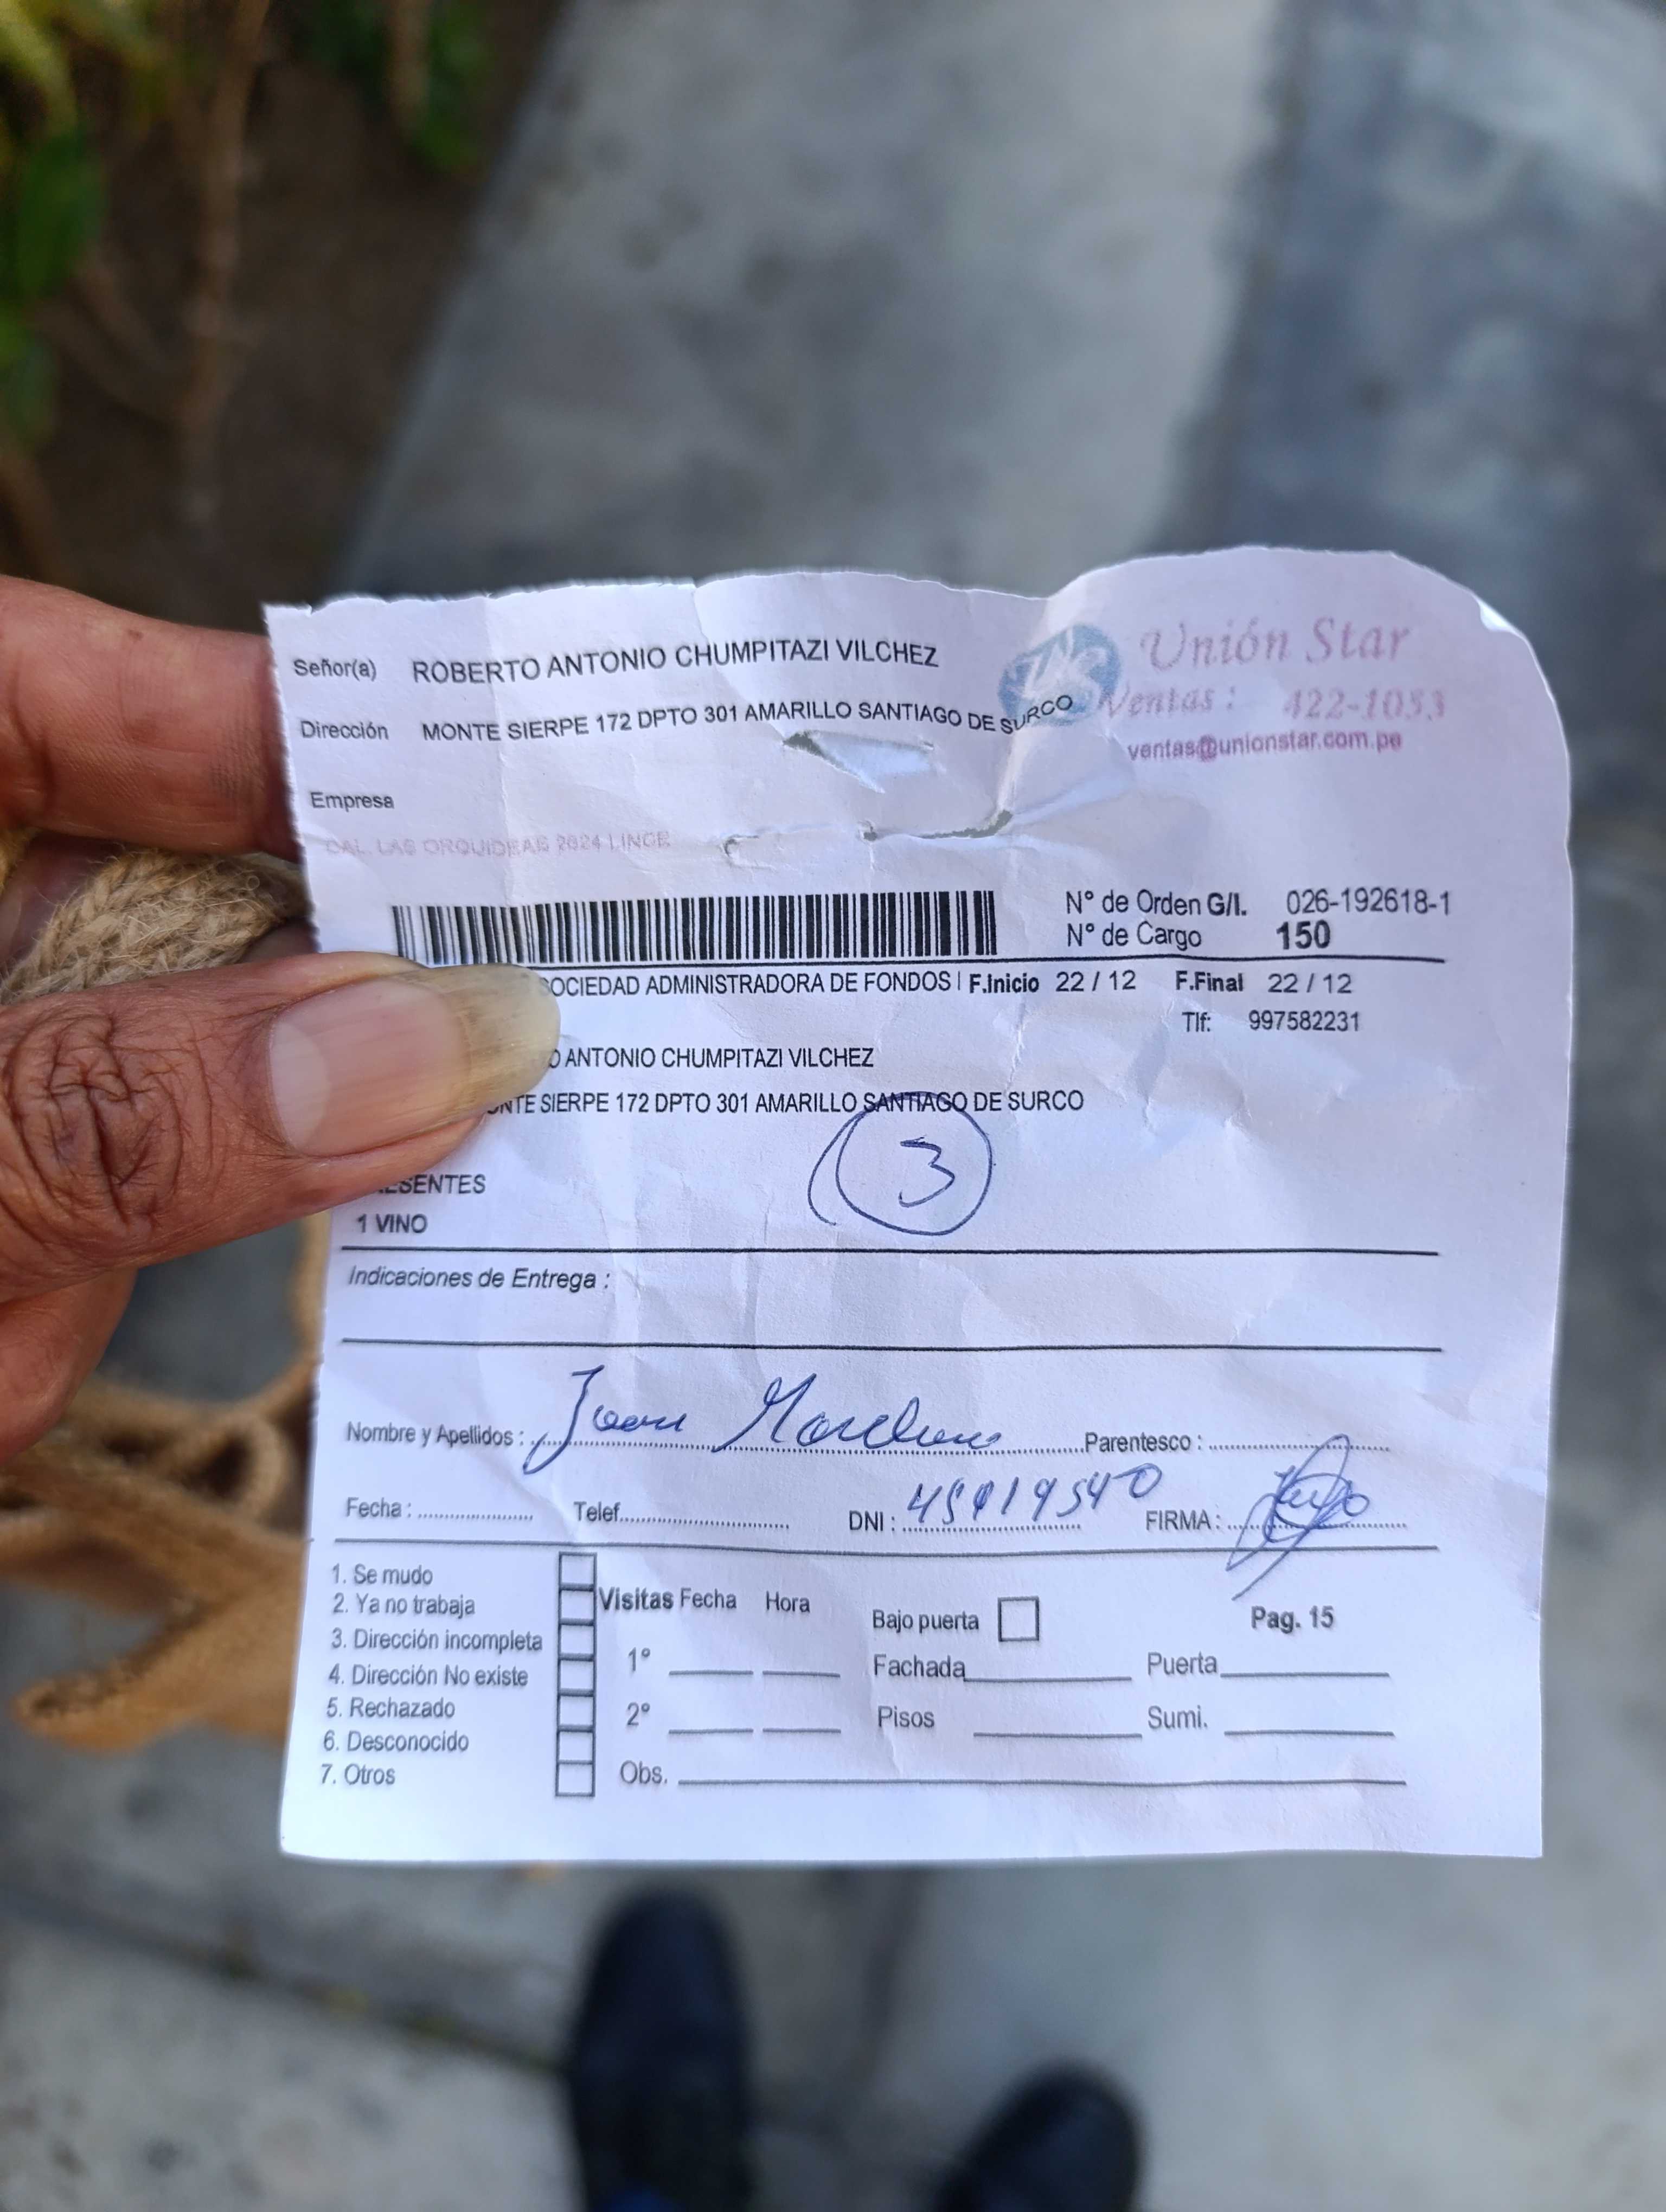 Unión Star
Señor(a) ROBERTO ANTONIO CHUMPITAZI VILCHEZ
Ventas : 422-1053
Dirección MONTE SIERPE 172 DPTO 301 AMARILLO SANTIAGO DE SURCO
ventas@unionstar.com.pe
Empresa
CAL. LAS ORQUIDEAS 2624 LINCE
N° de Orden G/I. 026-192618-1
N° de Cargo 150
SOCIEDAD ADMINISTRADORA DE FONDOS I F.Inicio 22 / 12 F.Final 22 / 12
Tlf: 997582231
O ANTONIO CHUMPITAZI VILCHEZ
NTE SIERPE 172 DPTO 301 AMARILLO SANTIAGO DE SURCO
3
ESENTES
1 VINO
Indicaciones de Entrega :
Nombre y Apellidos : Juan Parentesco :
Fecha : Telef. DNI : FIRMA :
1. Se mudo
2. Ya no trabaja
3. Dirección incompleta
4. Dirección No existe
5. Rechazado
6. Desconocido
7. Otros
Visitas Fecha Hora
1°
2°
Obs.
Bajo puerta
Fachada
Pisos
Pag. 15
Puerta
Sumi.